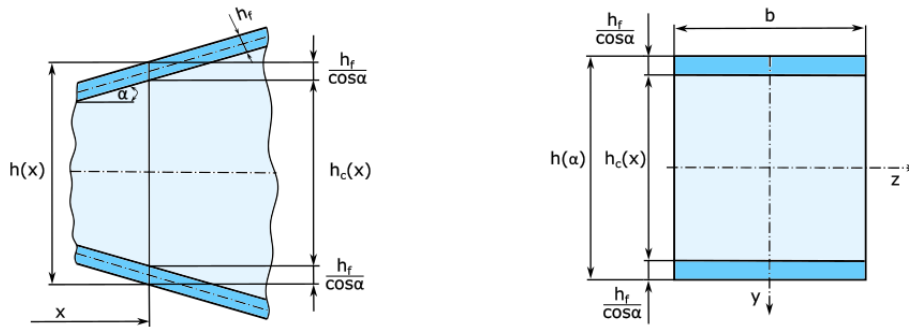 h_f
h_f
cosα
α
h(x)
h_c(x)
h_f
cosα
x
b
h_f
cosα
h(α)
h_c(x)
z
h_f
cosα
y